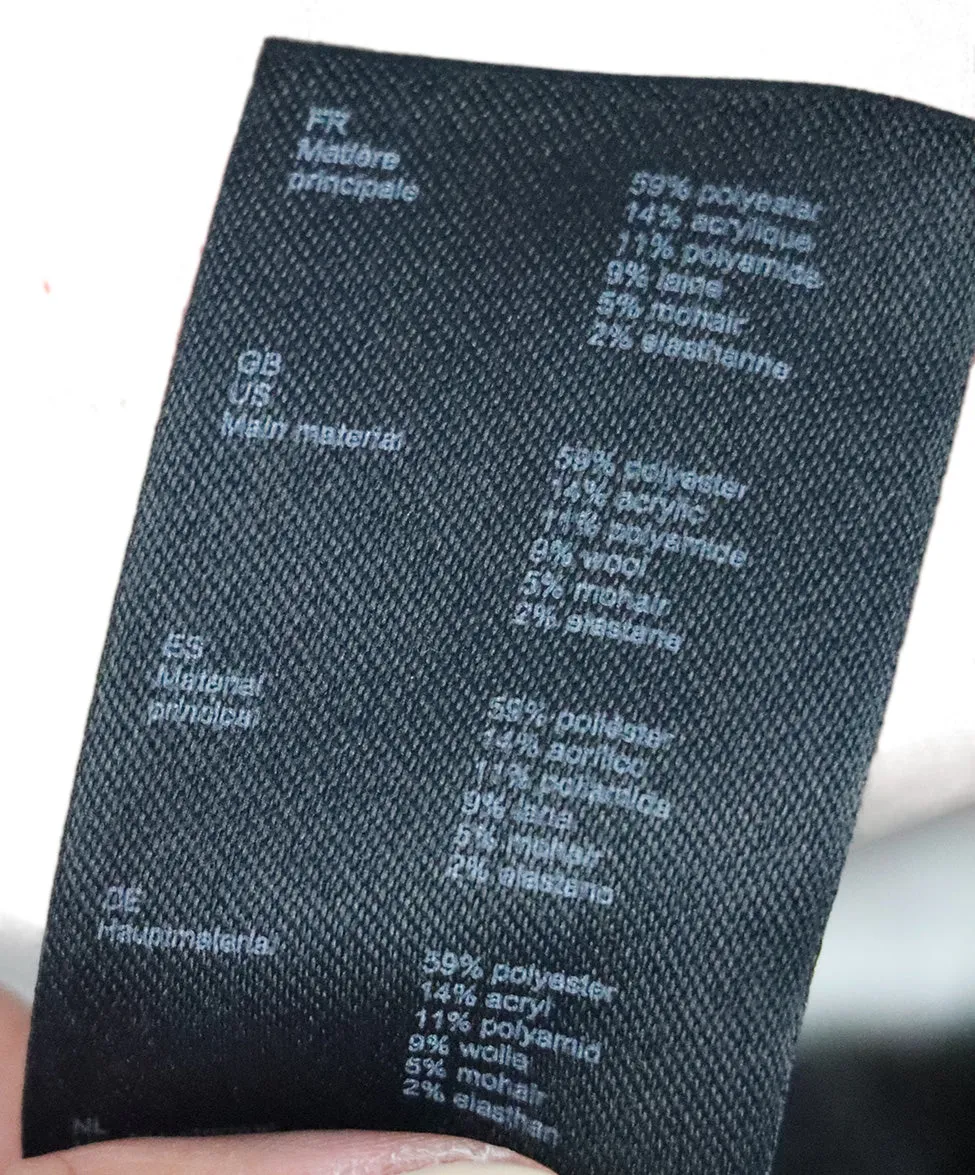 FR
Matière
principale
59% polyester
14% acrylique
11% polyamide
9% laine
5% mohair
2% elasthanne
GB
US
Main material
59% polyester
14% acrylic
11% polyamide
9% wool
5% mohair
2% elastane
ES
Material
principal
59% poliéster
14% acrílico
11% poliamida
9% lana
5% mohair
2% elastano
DE
Hauptmaterial
59% polyester
14% acryl
11% polyamid
9% wolle
5% mohair
2% elasthan
NL